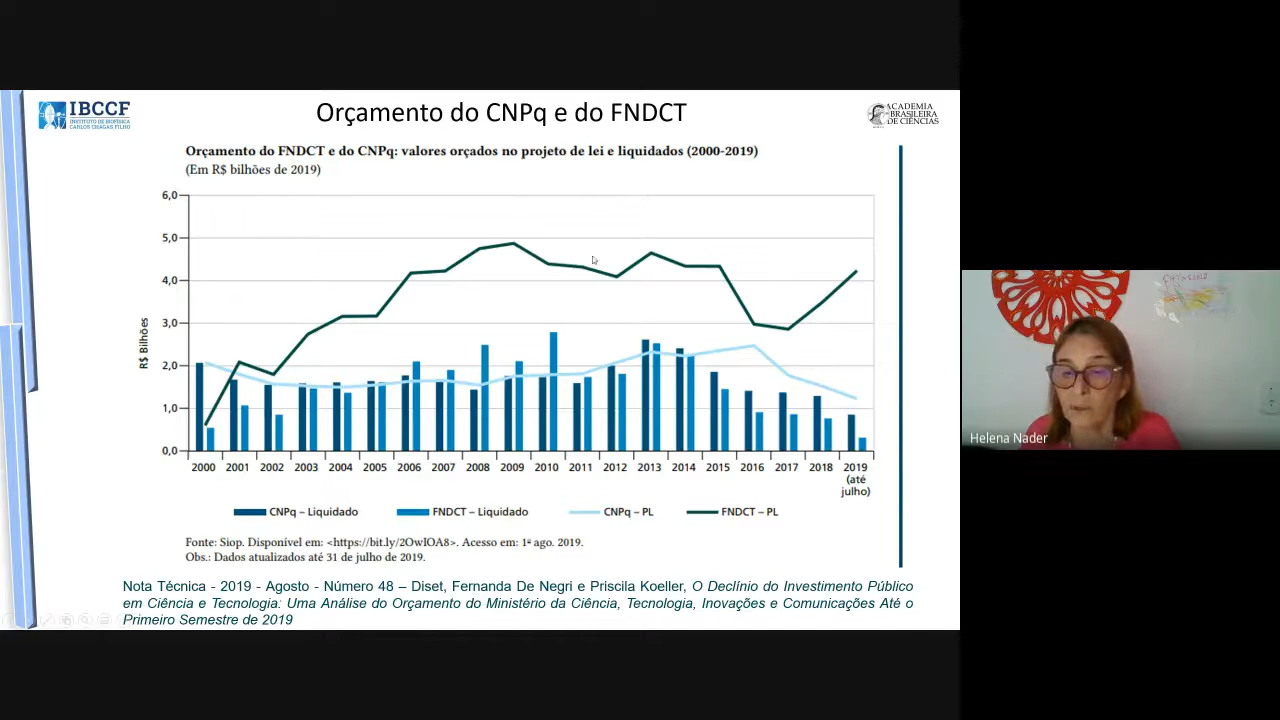 IBCCF
INSTITUTO DE BIOFÍSICA
CARLOS CHAGAS FILHO
Orçamento do CNPq e do FNDCT
ACADEMIA
BRASILEIRA
DE CIÊNCIAS
Orçamento do FNDCT e do CNPq: valores orçados no projeto de lei e liquidados (2000-2019)
(Em R$ bilhões de 2019)
R$ Bilhões
6,0
5,0
4,0
3,0
2,0
1,0
0,0
2000 2001 2002 2003 2004 2005 2006 2007 2008 2009 2010 2011 2012 2013 2014 2015 2016 2017 2018 2019
(até
julho)
CNPq – Liquidado FNDCT – Liquidado CNPq – PL FNDCT – PL
Fonte: Siop. Disponível em: <https://bit.ly/2OwIOA8>. Acesso em: 1º ago. 2019.
Obs.: Dados atualizados até 31 de julho de 2019.
Nota Técnica - 2019 - Agosto - Número 48 – Diset, Fernanda De Negri e Priscila Koeller, O Declínio do Investimento Público
em Ciência e Tecnologia: Uma Análise do Orçamento do Ministério da Ciência, Tecnologia, Inovações e Comunicações Até o
Primeiro Semestre de 2019
Helena Nader